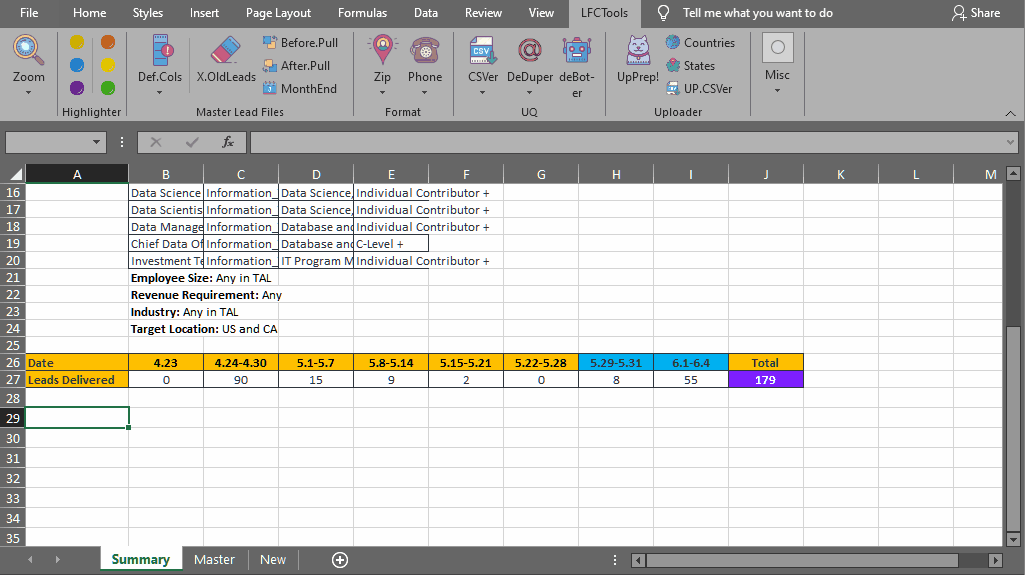 File Home Styles Insert Page Layout Formulas Data Review View LFCTools Tell me what you want to do Share
Zoom
Highlighter
Def.Cols X.OldLeads Before.Pull After.Pull MonthEnd
Master Lead Files
Zip Phone
Format
CSV
CSVer DeDuper deBot-er
UQ
UpPrep! Countries States UP.CSVer
Uploader
Misc
fx
A B C D E F G H I J K L M
16 Data Science Information_ Data Science, Individual Contributor +
17 Data Scientis Information_ Data Science, Individual Contributor +
18 Data Manage Information_ Database and Individual Contributor +
19 Chief Data Of Information_ Database and C-Level +
20 Investment Te Information_ IT Program M Individual Contributor +
21 Employee Size: Any in TAL
22 Revenue Requirement: Any
23 Industry: Any in TAL
24 Target Location: US and CA
25
26 Date 4.23 4.24-4.30 5.1-5.7 5.8-5.14 5.15-5.21 5.22-5.28 5.29-5.31 6.1-6.4 Total
27 Leads Delivered 0 90 15 9 2 0 8 55 179
28
29
30
31
32
33
34
35
Summary Master New